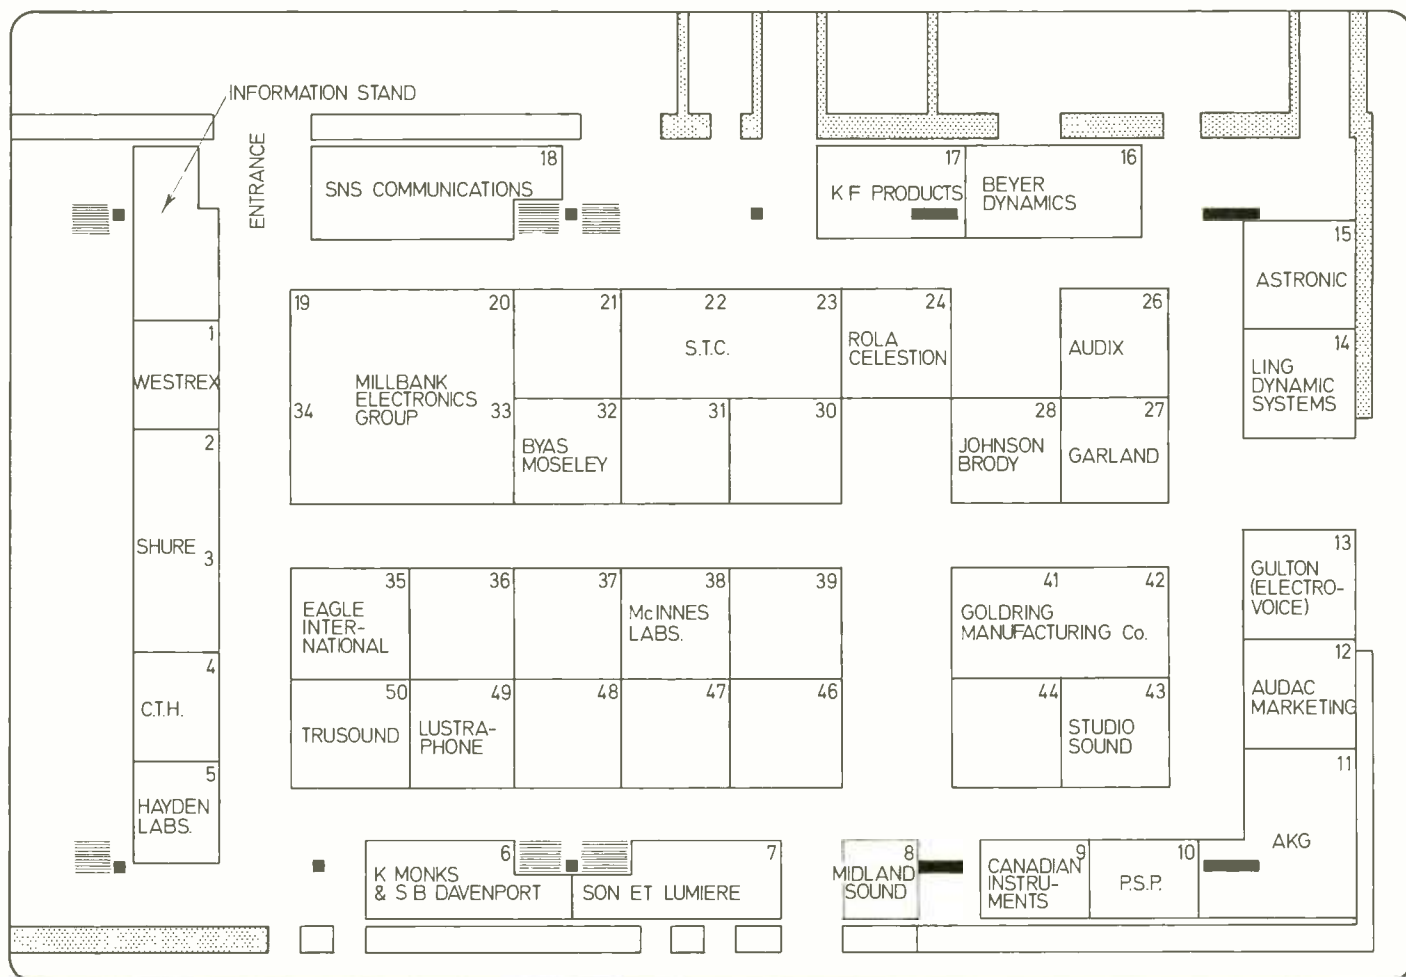 INFORMATION STAND
ENTRANCE
18
SNS COMMUNICATIONS
17
K F PRODUCTS
16
BEYER
DYNAMICS
15
ASTRONIC
14
LING
DYNAMIC
SYSTEMS
1
WESTREX
2
SHURE
3
4
C.T.H.
5
HAYDEN
LABS.
19
20
MILLBANK
ELECTRONICS
GROUP
34
33
21
22
23
S.T.C.
24
ROLA
CELESTION
26
AUDIX
32
BYAS
MOSELEY
31
30
28
JOHNSON
BRODY
27
GARLAND
35
EAGLE
INTER-
NATIONAL
36
37
38
McINNES
LABS.
39
41
42
GOLDRING
MANUFACTURING Co.
13
GULTON
(ELECTRO-
VOICE)
12
AUDAC
MARKETING
50
TRUSOUND
49
LUSTRA-
PHONE
48
47
46
44
43
STUDIO
SOUND
11
AKG
6
K MONKS
& S B DAVENPORT
7
SON ET LUMIERE
8
MIDLAND
SOUND
9
CANADIAN
INSTRU-
MENTS
10
P.S.P.